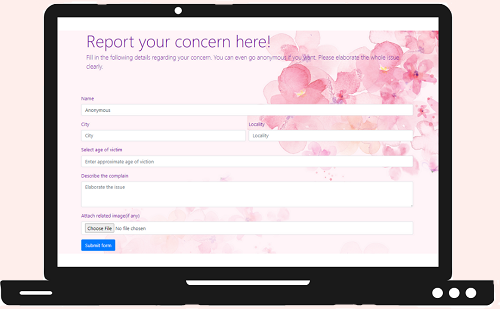 Report your concern here!
Fill in the following details regarding your concern. You can even go anonymous if you want. Please elaborate the whole issue
clearly.
Name
Anonymous
City Locality
City Locality
Select age of victim
Enter approximate age of viction
Describe the complain
Elaborate the issue
Attach related image(if any)
Choose File No file chosen
Submit form